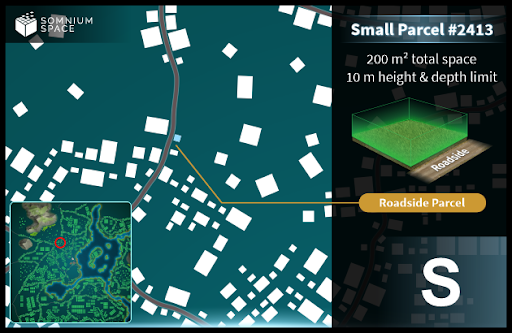 SOMNIUM
SPACE
Small Parcel #2413
200 m² total space
10 m height & depth limit
Roadside
Roadside Parcel
S